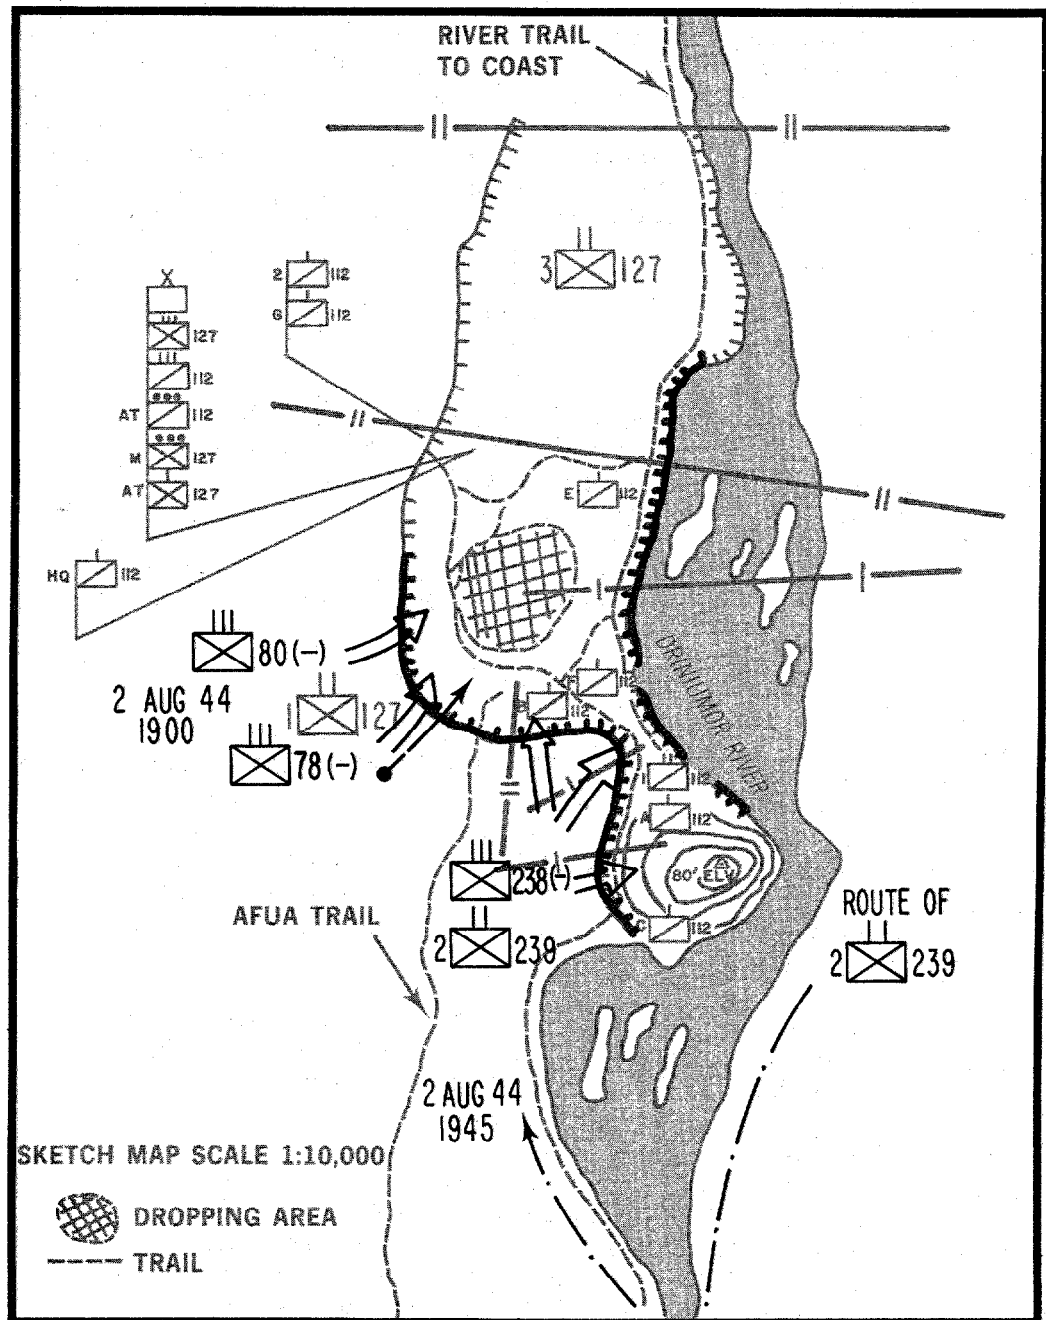 RIVER TRAIL
TO COAST
3 127
X
127
112
AT 112
M 127
AT 127
2 112
G 112
E 112
HQ 112
80 (-)
2 AUG 44
1900
1 127
78 (-)
F 112
B 112
DRINIUMOR RIVER
1 112
A 112
80' ELV
C 112
238 (-)
2 239
AFUA TRAIL
ROUTE OF
2 239
2 AUG 44
1945
SKETCH MAP SCALE 1:10,000
DROPPING AREA
TRAIL